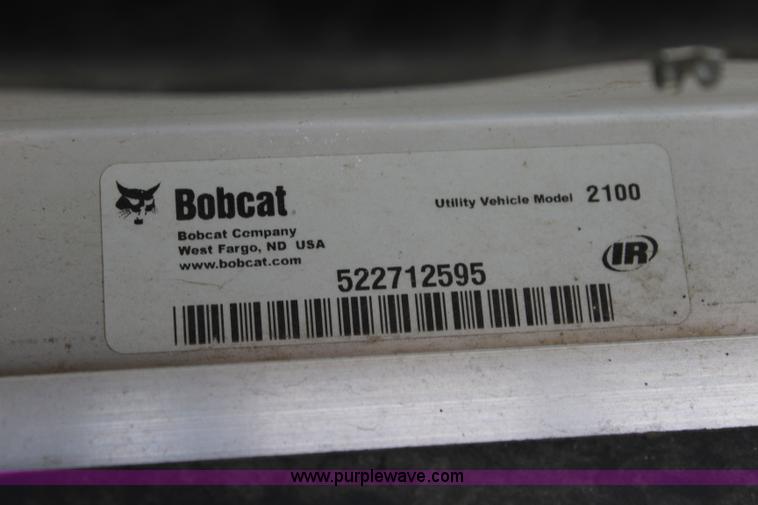 Bobcat
Utility Vehicle Model 2100
Bobcat Company
West Fargo, ND USA
www.bobcat.com
IR
522712595
www.purplewave.com